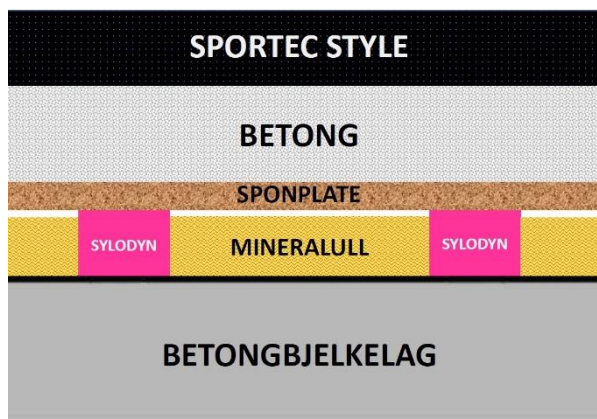 SPORTEC STYLE
BETONG
SPONPLATE
SYLODYN
MINERALULL
SYLODYN
BETONGBJELKELAG